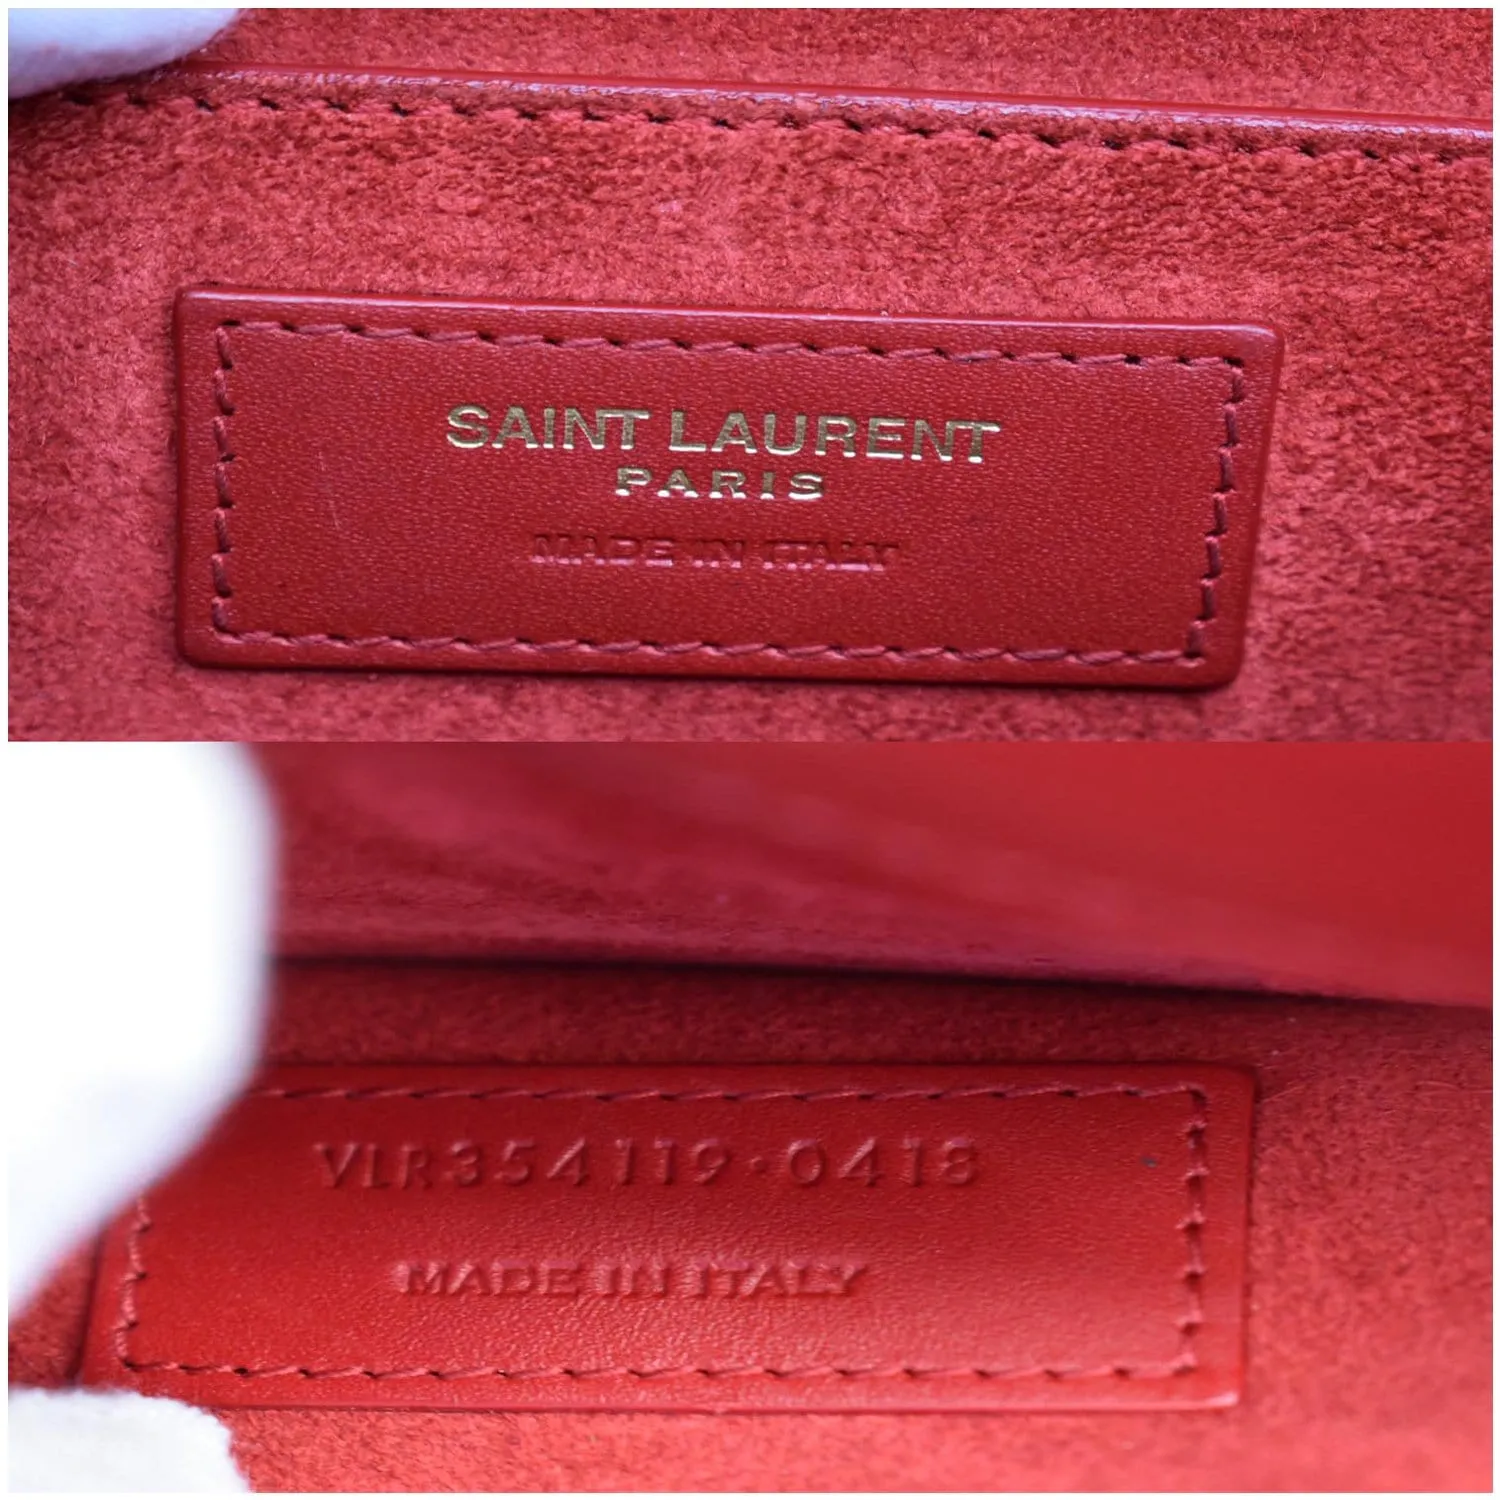 SAINT LAURENT
PARIS
MADE IN ITALY
VLR354119·0418
MADE IN ITALY